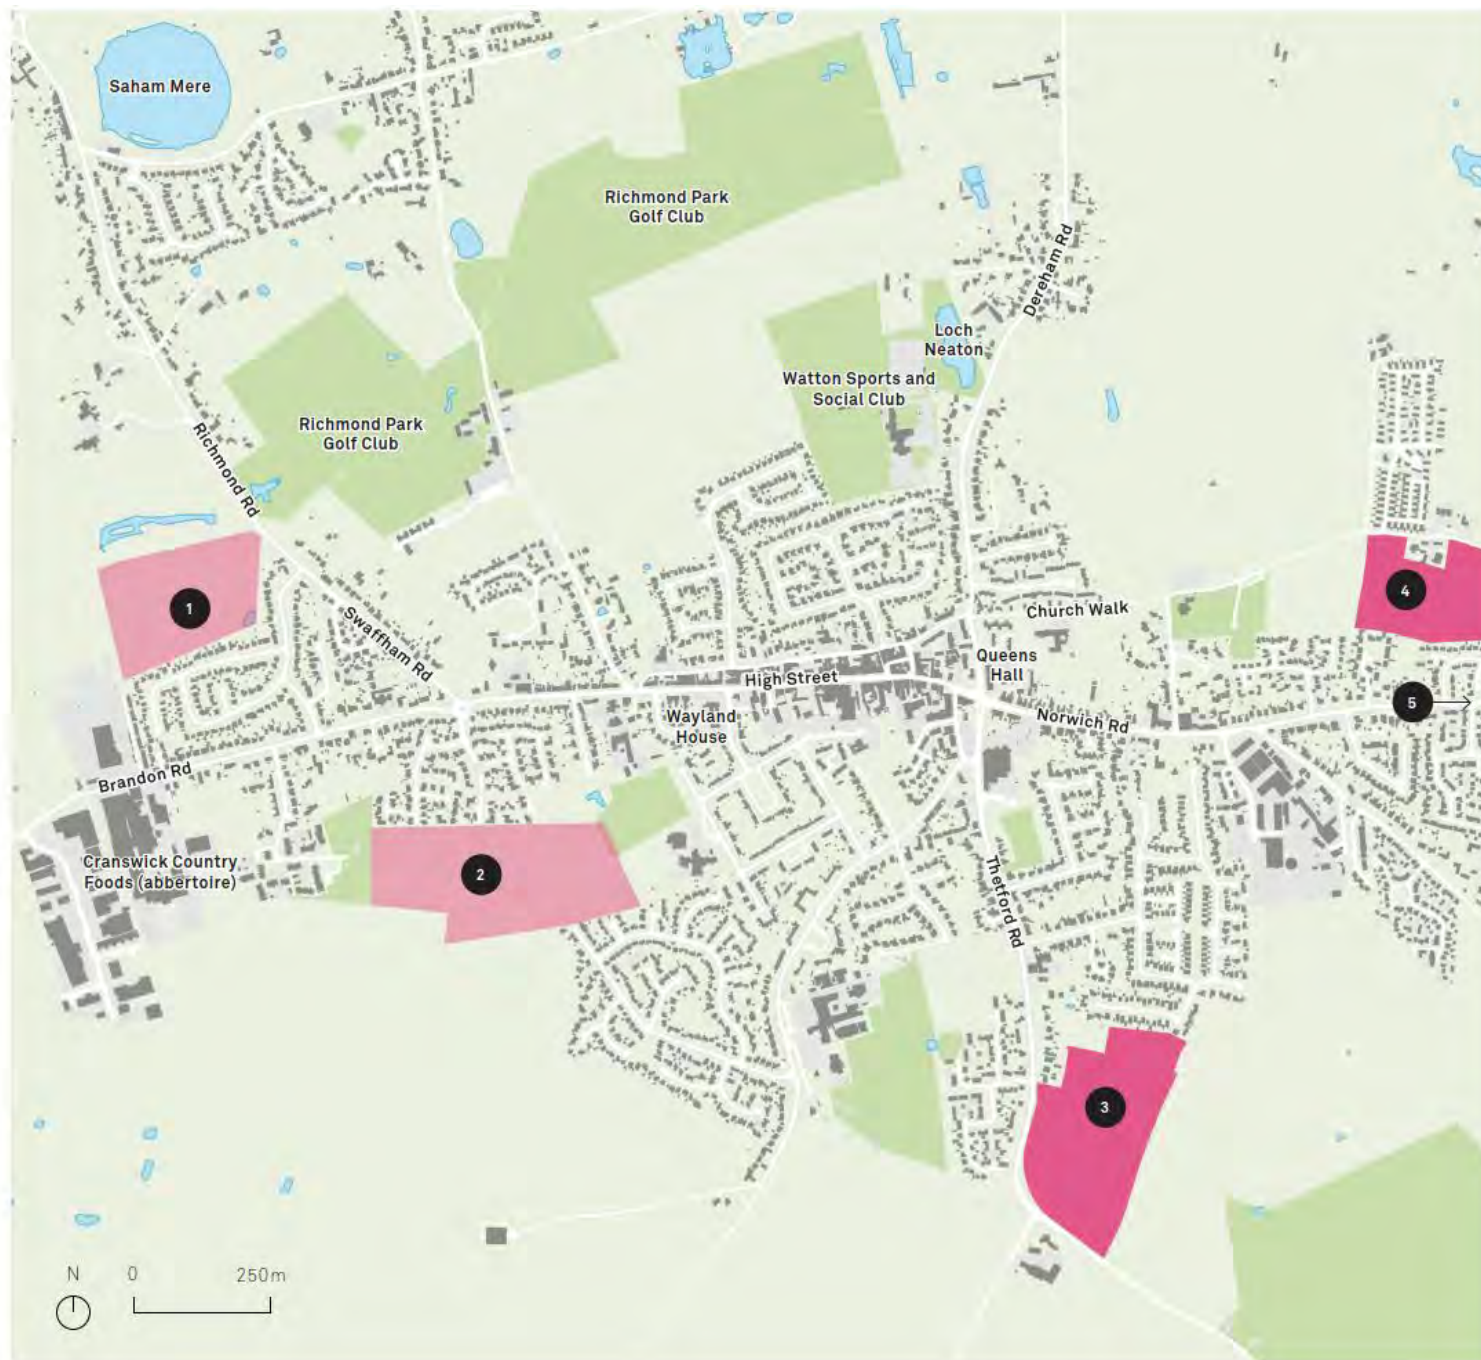 Saham Mere
Richmond Park
Golf Club
Dereham Rd
Loch
Neaton
Watton Sports and
Social Club
Richmond Park
Golf Club
Richmond Rd
1
4
Church Walk
Swaffham Rd
Queens
Hall
High Street
5
Wayland
House
Norwich Rd
Brandon Rd
Cranswick Country
Foods (abbertoire)
2
Thetford Rd
3
N
0
250m